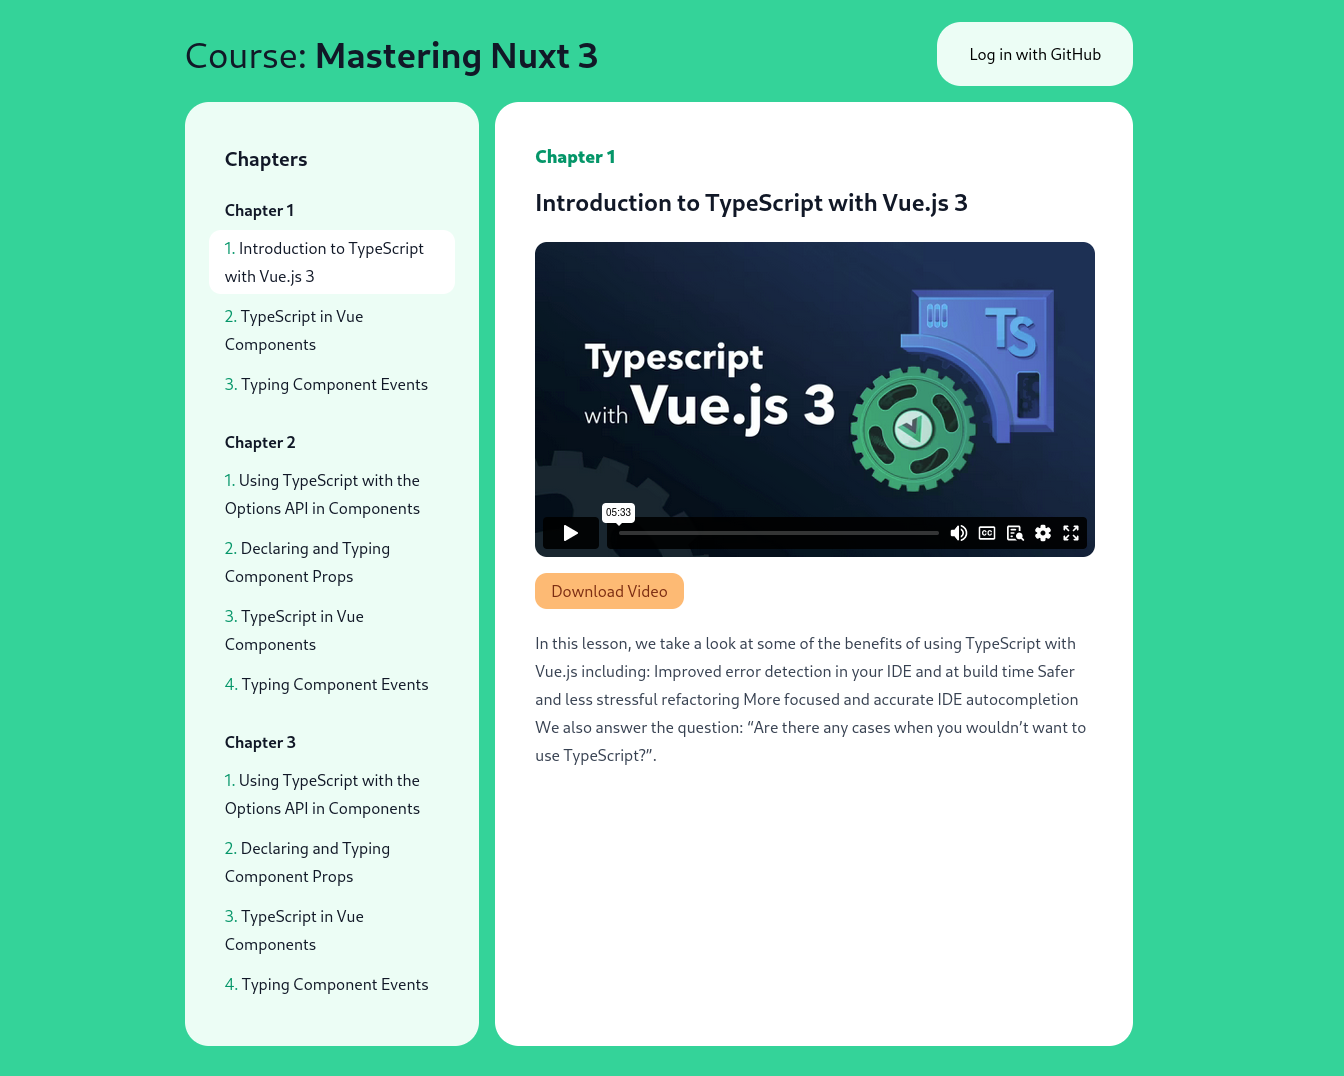 Course: Mastering Nuxt 3
Log in with GitHub
Chapters
Chapter 1
1. Introduction to TypeScript
with Vue.js 3
2. TypeScript in Vue
Components
3. Typing Component Events
Chapter 2
1. Using TypeScript with the
Options API in Components
2. Declaring and Typing
Component Props
3. TypeScript in Vue
Components
4. Typing Component Events
Chapter 3
1. Using TypeScript with the
Options API in Components
2. Declaring and Typing
Component Props
3. TypeScript in Vue
Components
4. Typing Component Events
Chapter 1
Introduction to TypeScript with Vue.js 3
TS
Typescript
with Vue.js 3
05:33
CC
Download Video
In this lesson, we take a look at some of the benefits of using TypeScript with
Vue.js including: Improved error detection in your IDE and at build time Safer
and less stressful refactoring More focused and accurate IDE autocompletion
We also answer the question: “Are there any cases when you wouldn’t want to
use TypeScript?”.